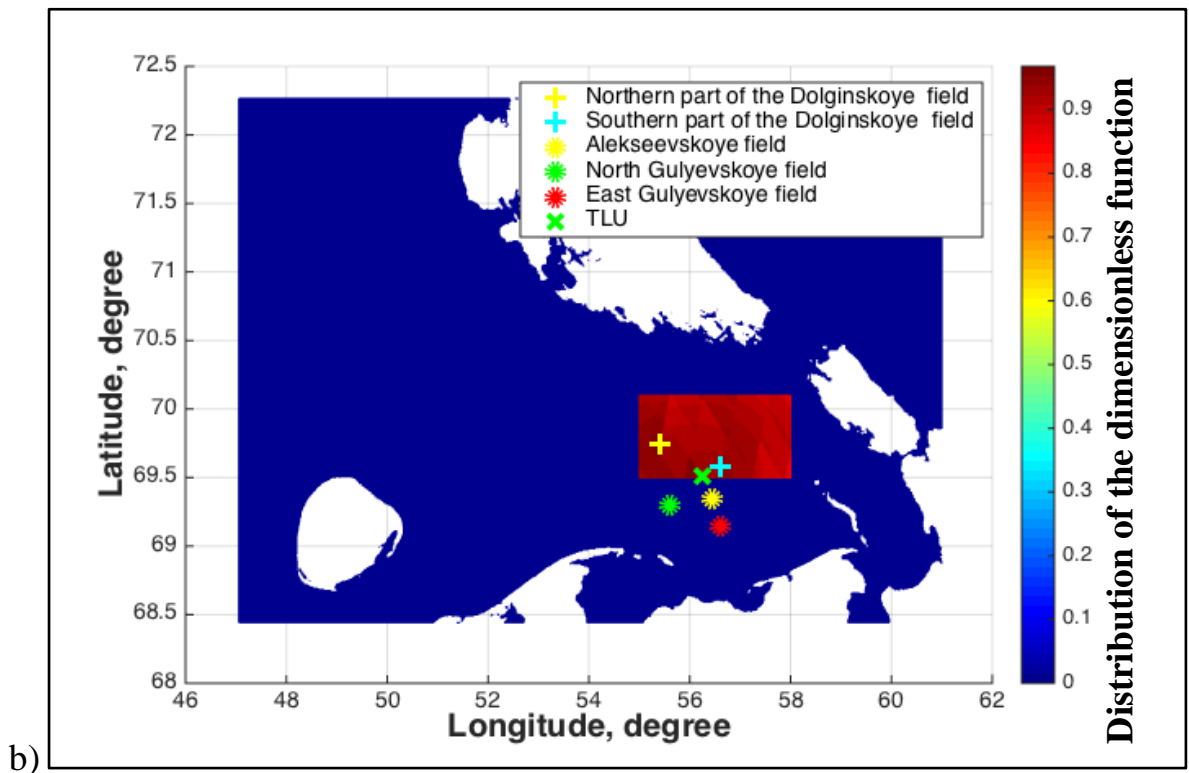 72.5
72
71.5
71
70.5
70
69.5
69
68.5
68
Latitude, degree
46 48 50 52 54 56 58 60 62
Longitude, degree
Northern part of the Dolginskoye field
Southern part of the Dolginskoye field
Alekseevskoye field
North Gulyevskoye field
East Gulyevskoye field
TLU
0.9
0.8
0.7
0.6
0.5
0.4
0.3
0.2
0.1
0
Distribution of the dimensionless function
b)